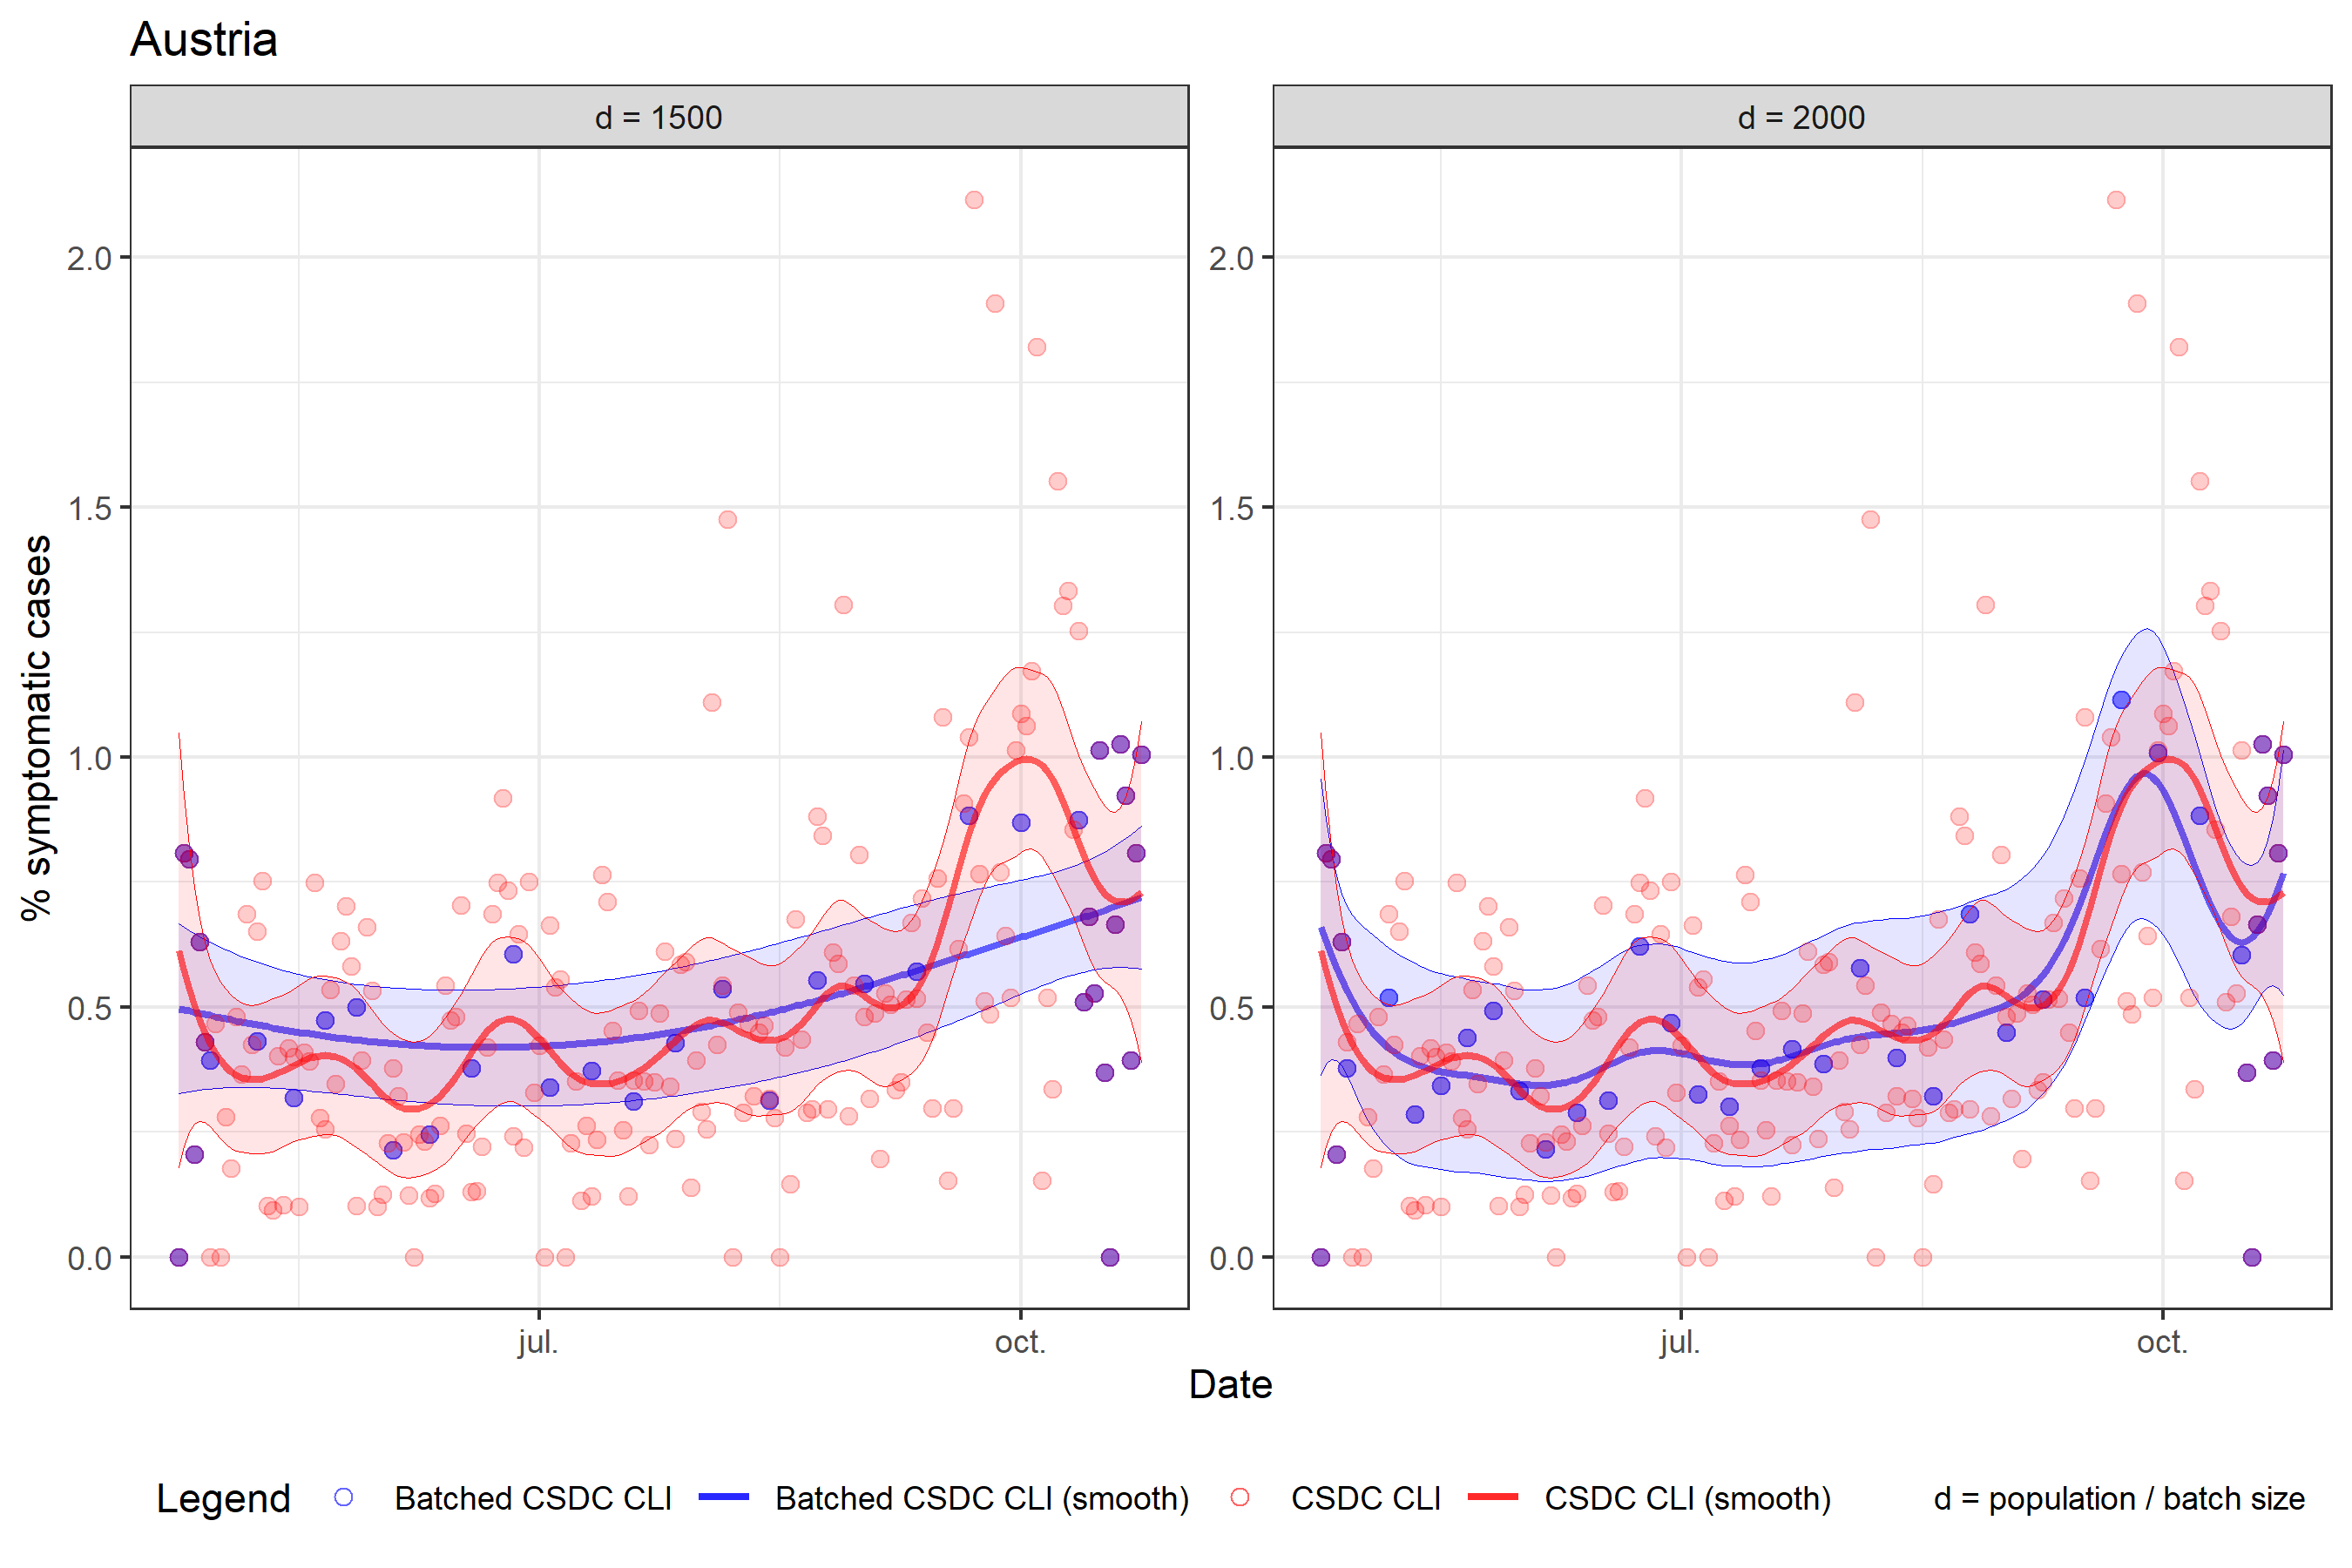 Austria
d = 1500
d = 2000
% symptomatic cases
2.0
1.5
1.0
0.5
0.0
2.0
1.5
1.0
0.5
0.0
jul.
oct.
jul.
oct.
Date
Legend
Batched CSDC CLI
Batched CSDC CLI (smooth)
CSDC CLI
CSDC CLI (smooth)
d = population / batch size